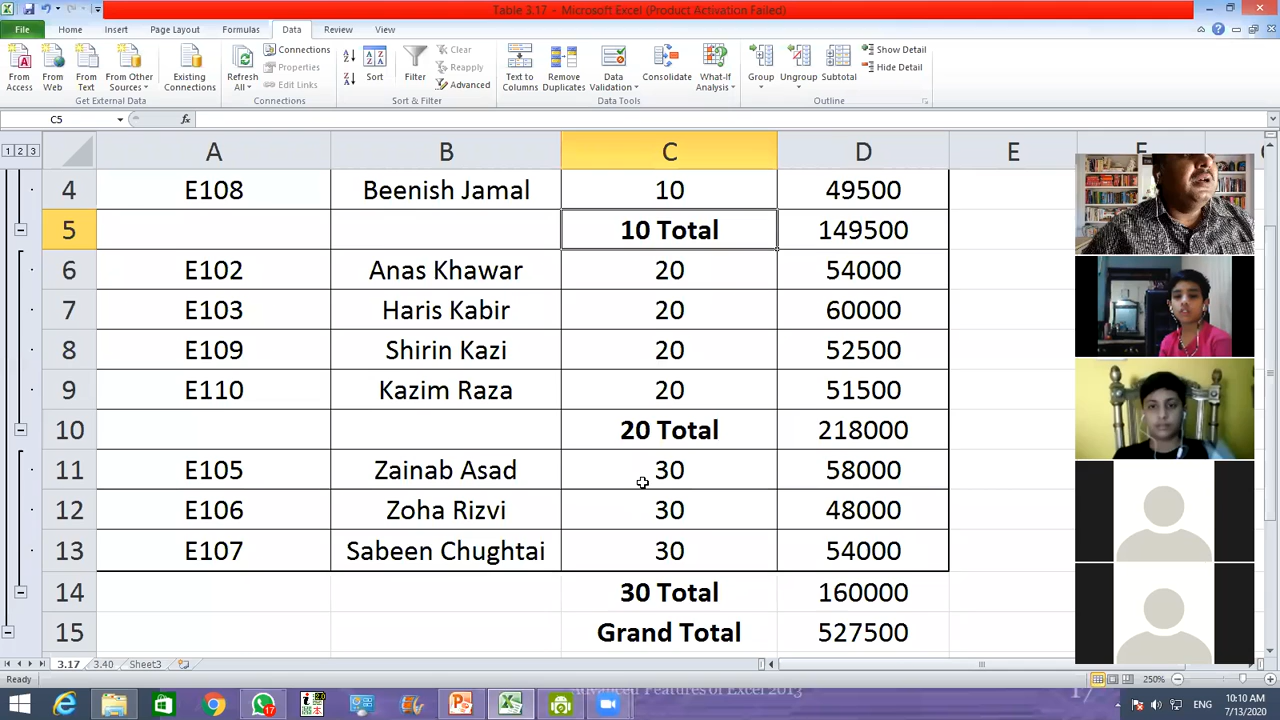 Table 3.17 - Microsoft Excel (Product Activation Failed)
File Home Insert Page Layout Formulas Data Review View
From Access From Web From Text From Other Sources Existing Connections Refresh All Connections Properties Edit Links Sort Filter Clear Reapply Advanced Text to Columns Remove Duplicates Data Validation Consolidate What-If Analysis Group Ungroup Subtotal Show Detail Hide Detail
Get External Data Connections Sort & Filter Data Tools Outline
C5 fx
1 2 3 A B C D E F
4 E108 Beenish Jamal 10 49500
5 10 Total 149500
6 E102 Anas Khawar 20 54000
7 E103 Haris Kabir 20 60000
8 E109 Shirin Kazi 20 52500
9 E110 Kazim Raza 20 51500
10 20 Total 218000
11 E105 Zainab Asad 30 58000
12 E106 Zoha Rizvi 30 48000
13 E107 Sabeen Chughtai 30 54000
14 30 Total 160000
15 Grand Total 527500
3.17 3.40 Sheet3
Ready 250%
Advanced Features of Excel 2013 17
17 ENG 10:10 AM
7/13/2020